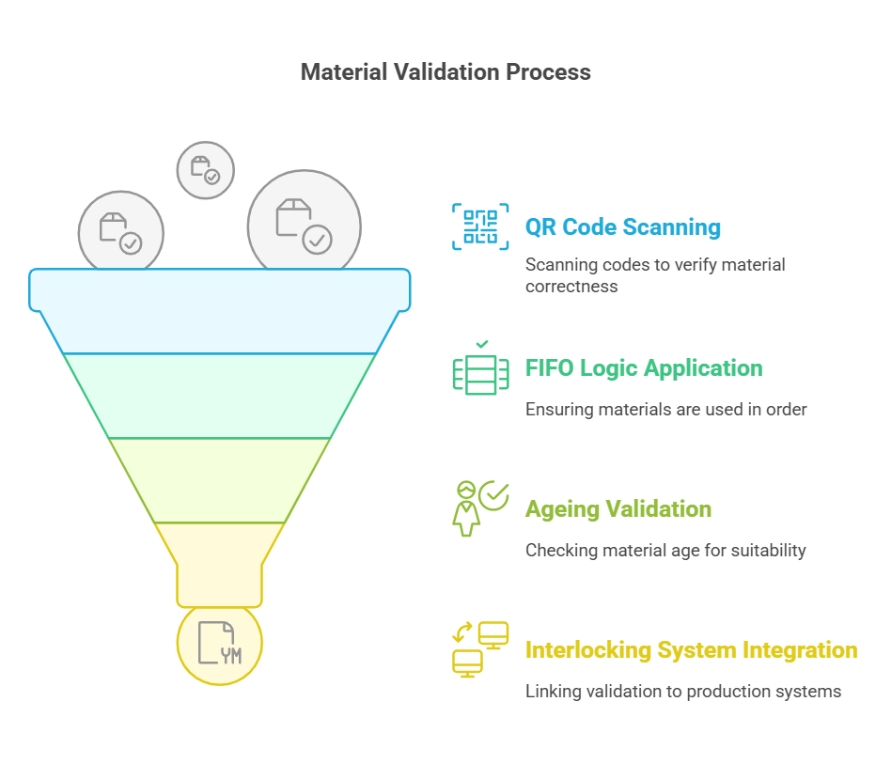 Material Validation Process
QR Code Scanning
Scanning codes to verify material
correctness
FIFO Logic Application
Ensuring materials are used in order
Ageing Validation
Checking material age for suitability
Interlocking System Integration
Linking validation to production systems
YM